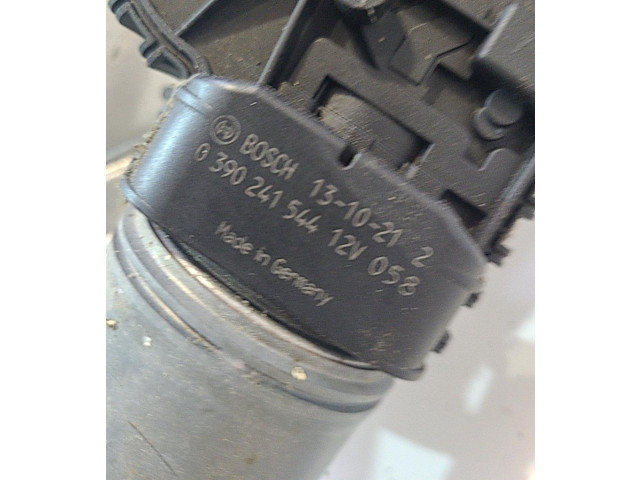 BOSCH 13-10-21 2
0 390 241 544 12V 058
Made in Germany